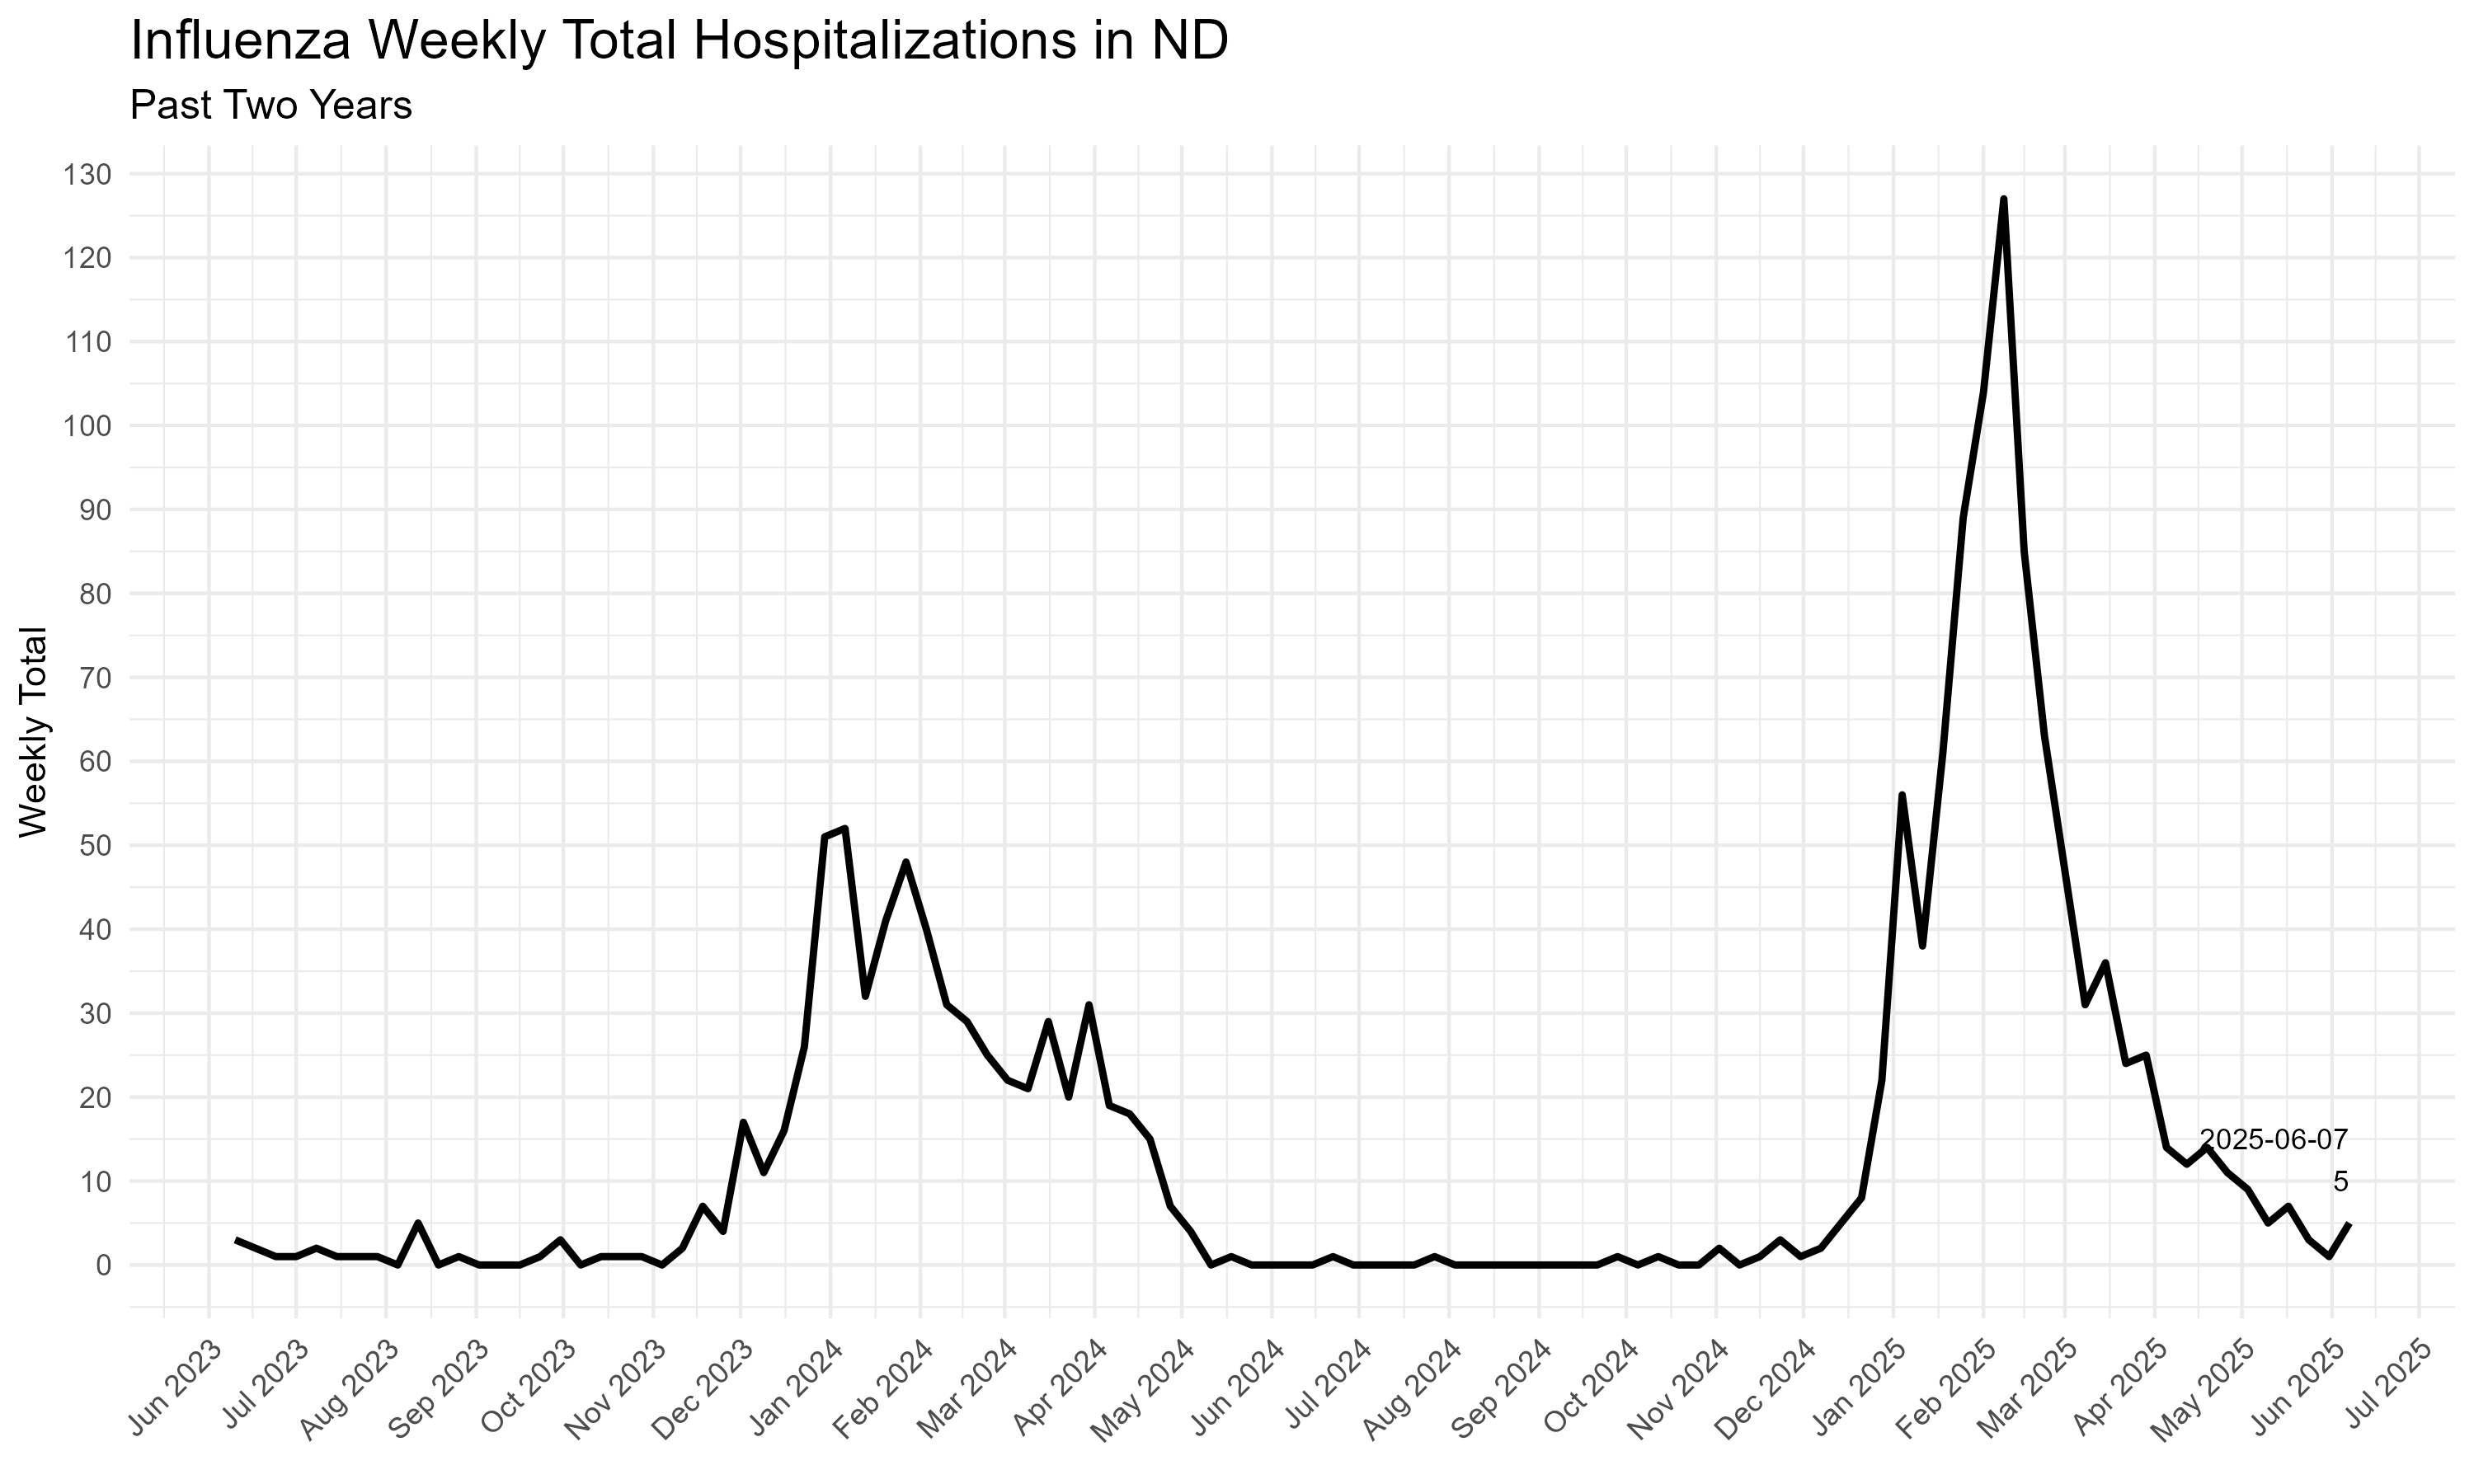 Influenza Weekly Total Hospitalizations in ND
Past Two Years
Weekly Total
130
120
110
100
90
80
70
60
50
40
30
20
10
0
2025-06-07
5
Jun 2023
Jul 2023
Aug 2023
Sep 2023
Oct 2023
Nov 2023
Dec 2023
Jan 2024
Feb 2024
Mar 2024
Apr 2024
May 2024
Jun 2024
Jul 2024
Aug 2024
Sep 2024
Oct 2024
Nov 2024
Dec 2024
Jan 2025
Feb 2025
Mar 2025
Apr 2025
May 2025
Jun 2025
Jul 2025